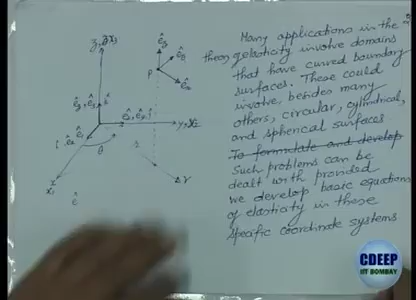 Many applications in the
theory of elasticity involve domains
that have curved boundary
surfaces. These could
involve, besides many
others, circular, cylindrical,
and spherical surfaces
To formulate and develop
Such problems can be
dealt with provided
we develop basic equations
of elasticity in these
specific coordinate systems
P
θ
CDEEP
IIT BOMBAY